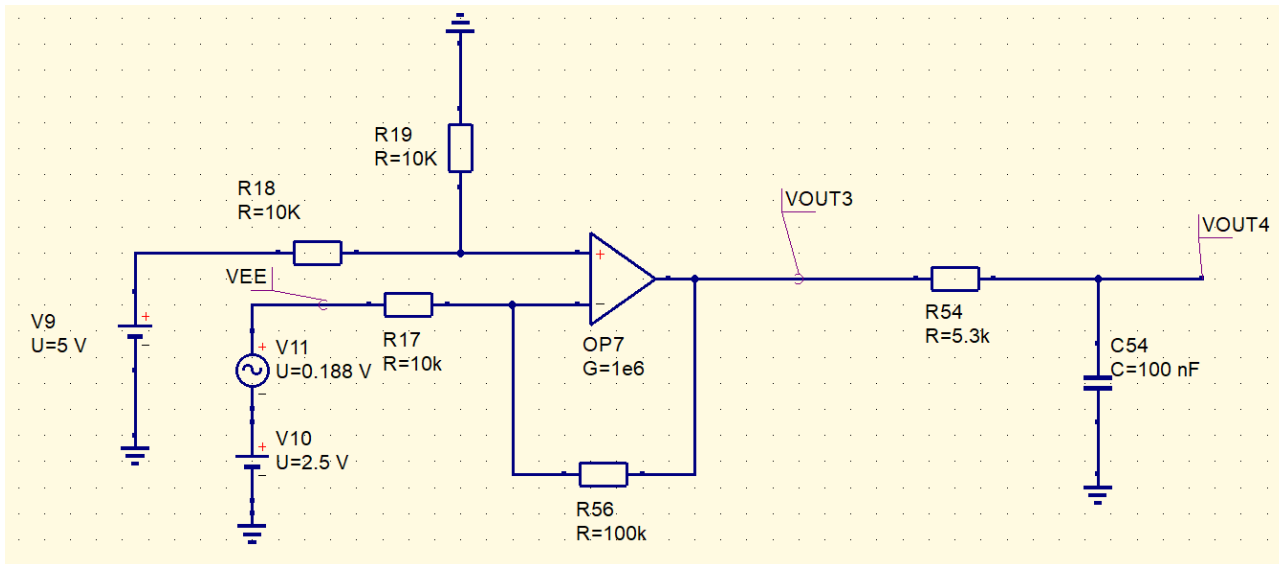 R19
R=10K
R18
R=10K
VOUT3
VOUT4
+
VEE
−
V9
U=5 V
+
−
R17
R=10k
OP7
G=1e6
R54
R=5.3k
+
V11
U=0.188 V
−
C54
C=100 nF
+
V10
U=2.5 V
−
R56
R=100k